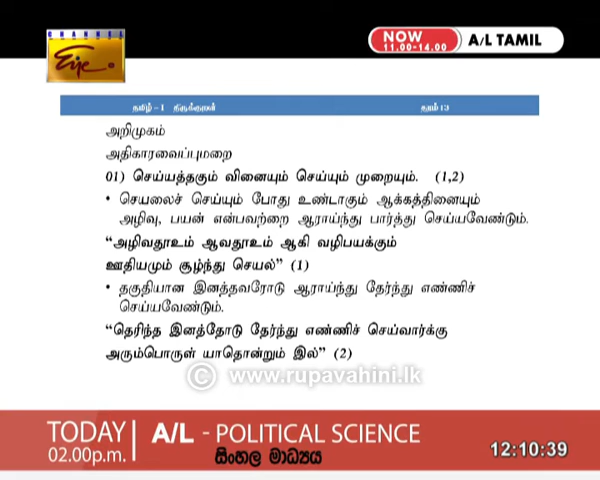 CHANNEL
Eye
NOW
11.00-14.00
A/L TAMIL
தமிழ் – 1 திருக்குறள் தரம் 13
அறிமுகம்
அதிகாரவைப்புமுறை
01) செய்யத்தகும் வினையும் செய்யும் முறையும். (1,2)
• செயலைச் செய்யும் போது உண்டாகும் ஆக்கத்தினையும்
அழிவு, பயன் என்பவற்றை ஆராய்ந்து பார்த்து செய்யவேண்டும்.
“அழிவதூஉம் ஆவதூஉம் ஆகி வழிபயக்கும்
ஊதியமும் சூழ்ந்து செயல்” (1)
• தகுதியான இனத்தவரோடு ஆராய்ந்து தேர்ந்து எண்ணிச்
செய்யவேண்டும்.
“தெரிந்த இனத்தோடு தேர்ந்து எண்ணிச் செய்வார்க்கு
அரும்பொருள் யாதொன்றும் இல்” (2)
© www.rupavahini.lk
TODAY
02.00p.m.
A/L - POLITICAL SCIENCE
සිංහල මාධ්‍යය
12:10:39